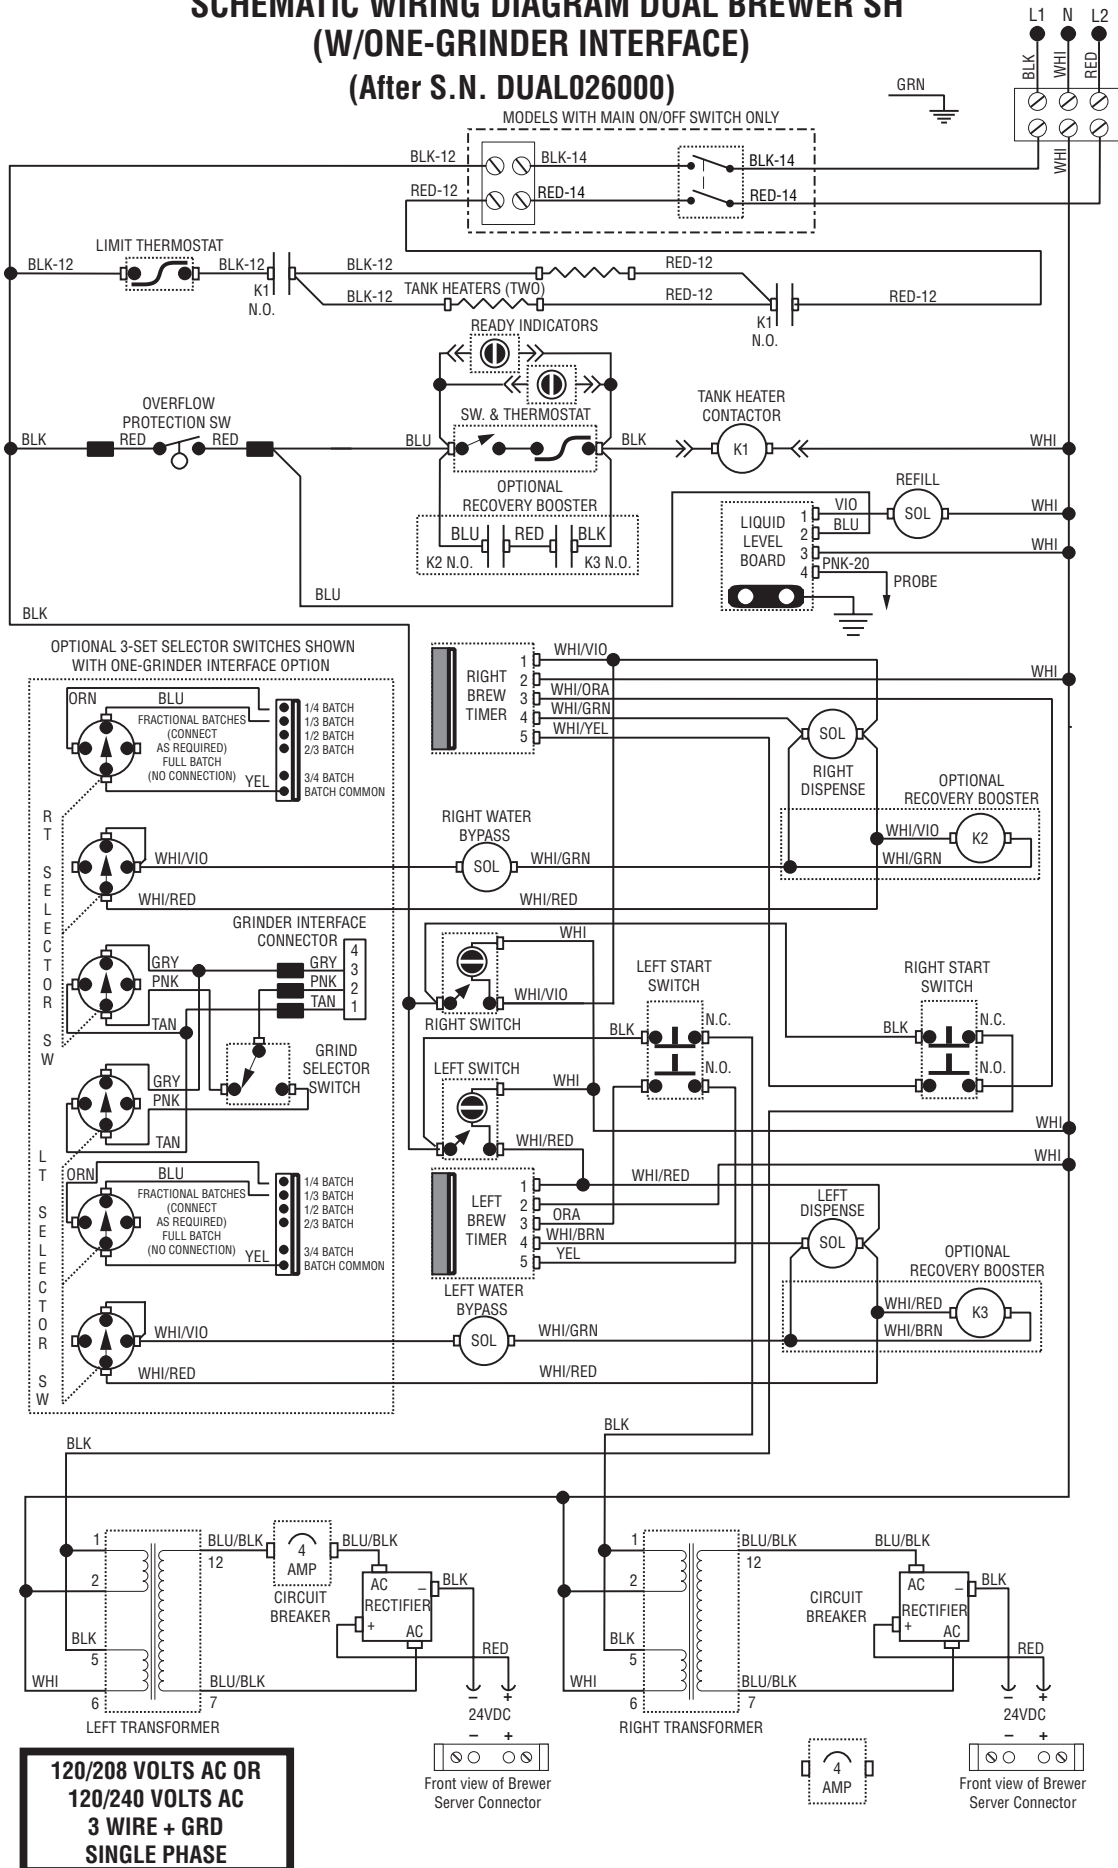 SCHEMATIC WIRING DIAGRAM DUAL BREWER SH
(W/ONE-GRINDER INTERFACE)
(After S.N. DUAL026000)
L1 N L2
BLK WHI RED
GRN
MODELS WITH MAIN ON/OFF SWITCH ONLY
BLK-12 BLK-14 BLK-14
WHI
RED-12 RED-14 RED-14
LIMIT THERMOSTAT
BLK-12 BLK-12 BLK-12 RED-12
K1
N.O.
BLK-12 TANK HEATERS (TWO) RED-12 RED-12
K1
N.O.
READY INDICATORS
OVERFLOW
PROTECTION SW
SW. & THERMOSTAT
TANK HEATER
CONTACTOR
BLK RED RED BLU BLK K1 WHI
OPTIONAL
RECOVERY BOOSTER
BLU RED BLK
K2 N.O. K3 N.O.
REFILL
LIQUID
LEVEL
BOARD
1 VIO SOL WHI
2 BLU
3 WHI
4 PNK-20
PROBE
BLU
BLK
OPTIONAL 3-SET SELECTOR SWITCHES SHOWN
WITH ONE-GRINDER INTERFACE OPTION
RIGHT
BREW
TIMER
1 WHI/VIO
2 WHI
3 WHI/ORA
4 WHI/GRN
5 WHI/YEL
ORN BLU
FRACTIONAL BATCHES
(CONNECT
AS REQUIRED)
FULL BATCH
(NO CONNECTION) YEL
1/4 BATCH
1/3 BATCH
1/2 BATCH
2/3 BATCH
3/4 BATCH
BATCH COMMON
SOL
RIGHT
DISPENSE
OPTIONAL
RECOVERY BOOSTER
WHI/VIO K2
WHI/GRN
RT SELECTOR SW
RIGHT WATER
BYPASS
WHI/VIO SOL WHI/GRN
WHI/RED WHI/RED
GRINDER INTERFACE
CONNECTOR
GRY GRY
PNK PNK
TAN TAN
4
3
2
1
WHI
WHI/VIO
RIGHT SWITCH
LEFT START
SWITCH
BLK N.C.
N.O.
RIGHT START
SWITCH
BLK N.C.
N.O.
GRIND
SELECTOR
SWITCH
GRY
PNK
TAN
LEFT SWITCH
WHI
WHI/RED
WHI
WHI
LT SELECTOR SW
ORN BLU
FRACTIONAL BATCHES
(CONNECT
AS REQUIRED)
FULL BATCH
(NO CONNECTION) YEL
1/4 BATCH
1/3 BATCH
1/2 BATCH
2/3 BATCH
3/4 BATCH
BATCH COMMON
LEFT
BREW
TIMER
1 WHI/RED
2
3 ORA
4 WHI/BRN
5 YEL
LEFT
DISPENSE
SOL
OPTIONAL
RECOVERY BOOSTER
WHI/RED K3
WHI/BRN
LEFT WATER
BYPASS
WHI/VIO SOL WHI/GRN
WHI/RED WHI/RED
BLK
BLK
1 BLU/BLK 4 AMP BLU/BLK
12
2
CIRCUIT
BREAKER
AC – BLK
RECTIFIER
+ AC
BLK
5
RED
WHI BLU/BLK
6 7
LEFT TRANSFORMER
– +
24VDC
– +
Front view of Brewer
Server Connector
1 BLU/BLK BLU/BLK
12
2
CIRCUIT
BREAKER
AC – BLK
RECTIFIER
+ AC
BLK
5
RED
WHI BLU/BLK
6 7
RIGHT TRANSFORMER
– +
24VDC
– +
4
AMP
Front view of Brewer
Server Connector
120/208 VOLTS AC OR
120/240 VOLTS AC
3 WIRE + GRD
SINGLE PHASE